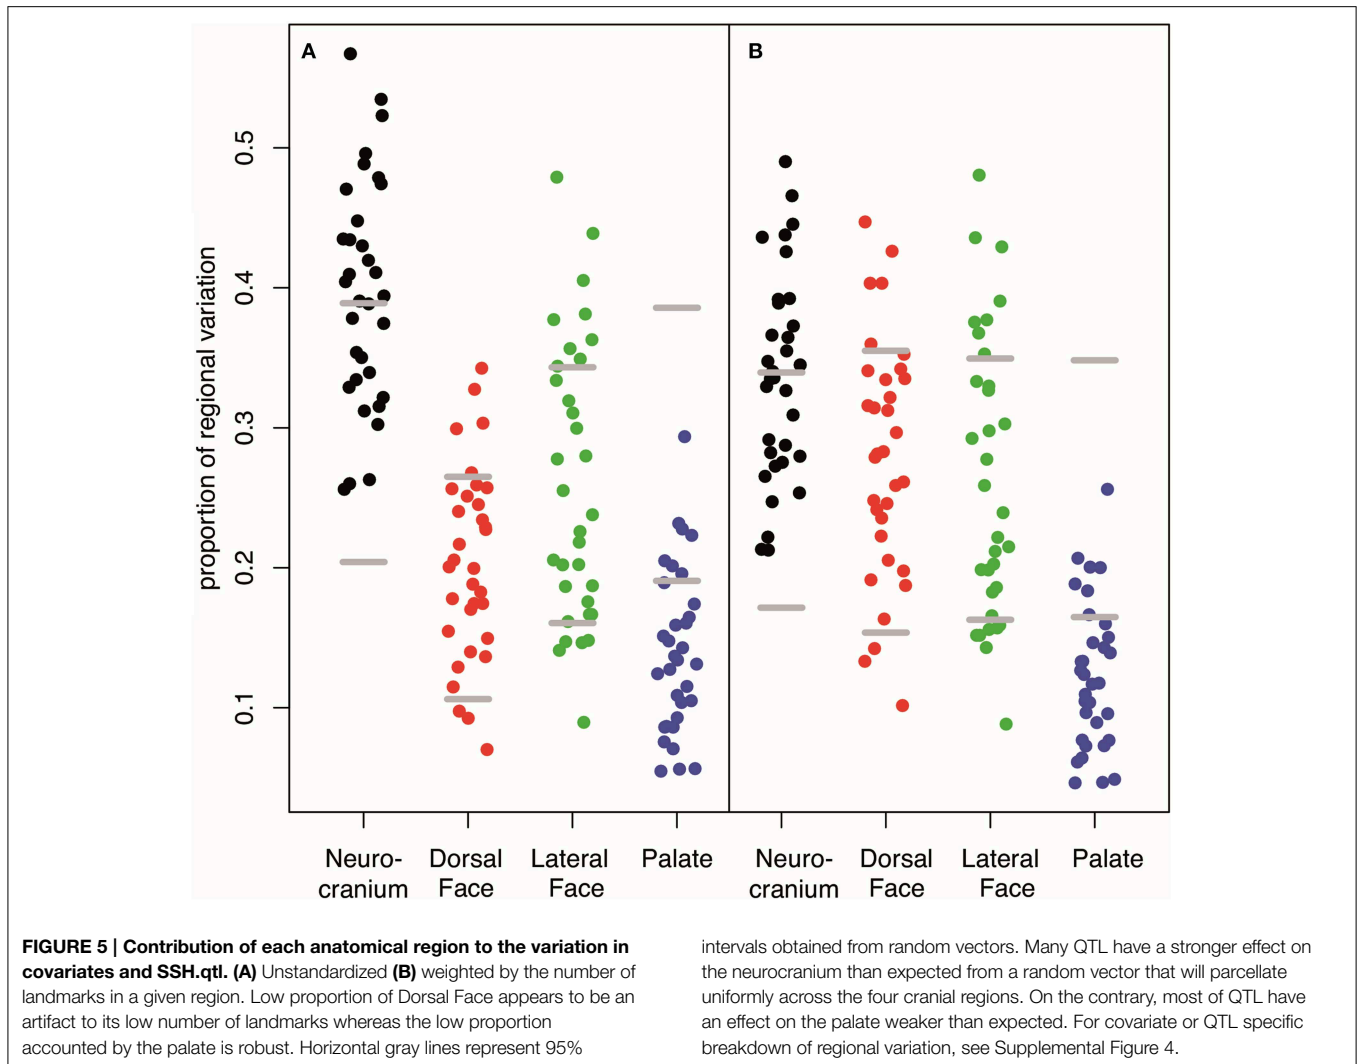 A
B
0.5
0.4
0.3
0.2
0.1
proportion of regional variation
Neuro-
cranium
Dorsal
Face
Lateral
Face
Palate
Neuro-
cranium
Dorsal
Face
Lateral
Face
Palate
FIGURE 5 | Contribution of each anatomical region to the variation in
covariates and SSH.qtl. (A) Unstandardized (B) weighted by the number of
landmarks in a given region. Low proportion of Dorsal Face appears to be an
artifact to its low number of landmarks whereas the low proportion
accounted by the palate is robust. Horizontal gray lines represent 95%
intervals obtained from random vectors. Many QTL have a stronger effect on
the neurocranium than expected from a random vector that will parcellate
uniformly across the four cranial regions. On the contrary, most of QTL have
an effect on the palate weaker than expected. For covariate or QTL specific
breakdown of regional variation, see Supplemental Figure 4.